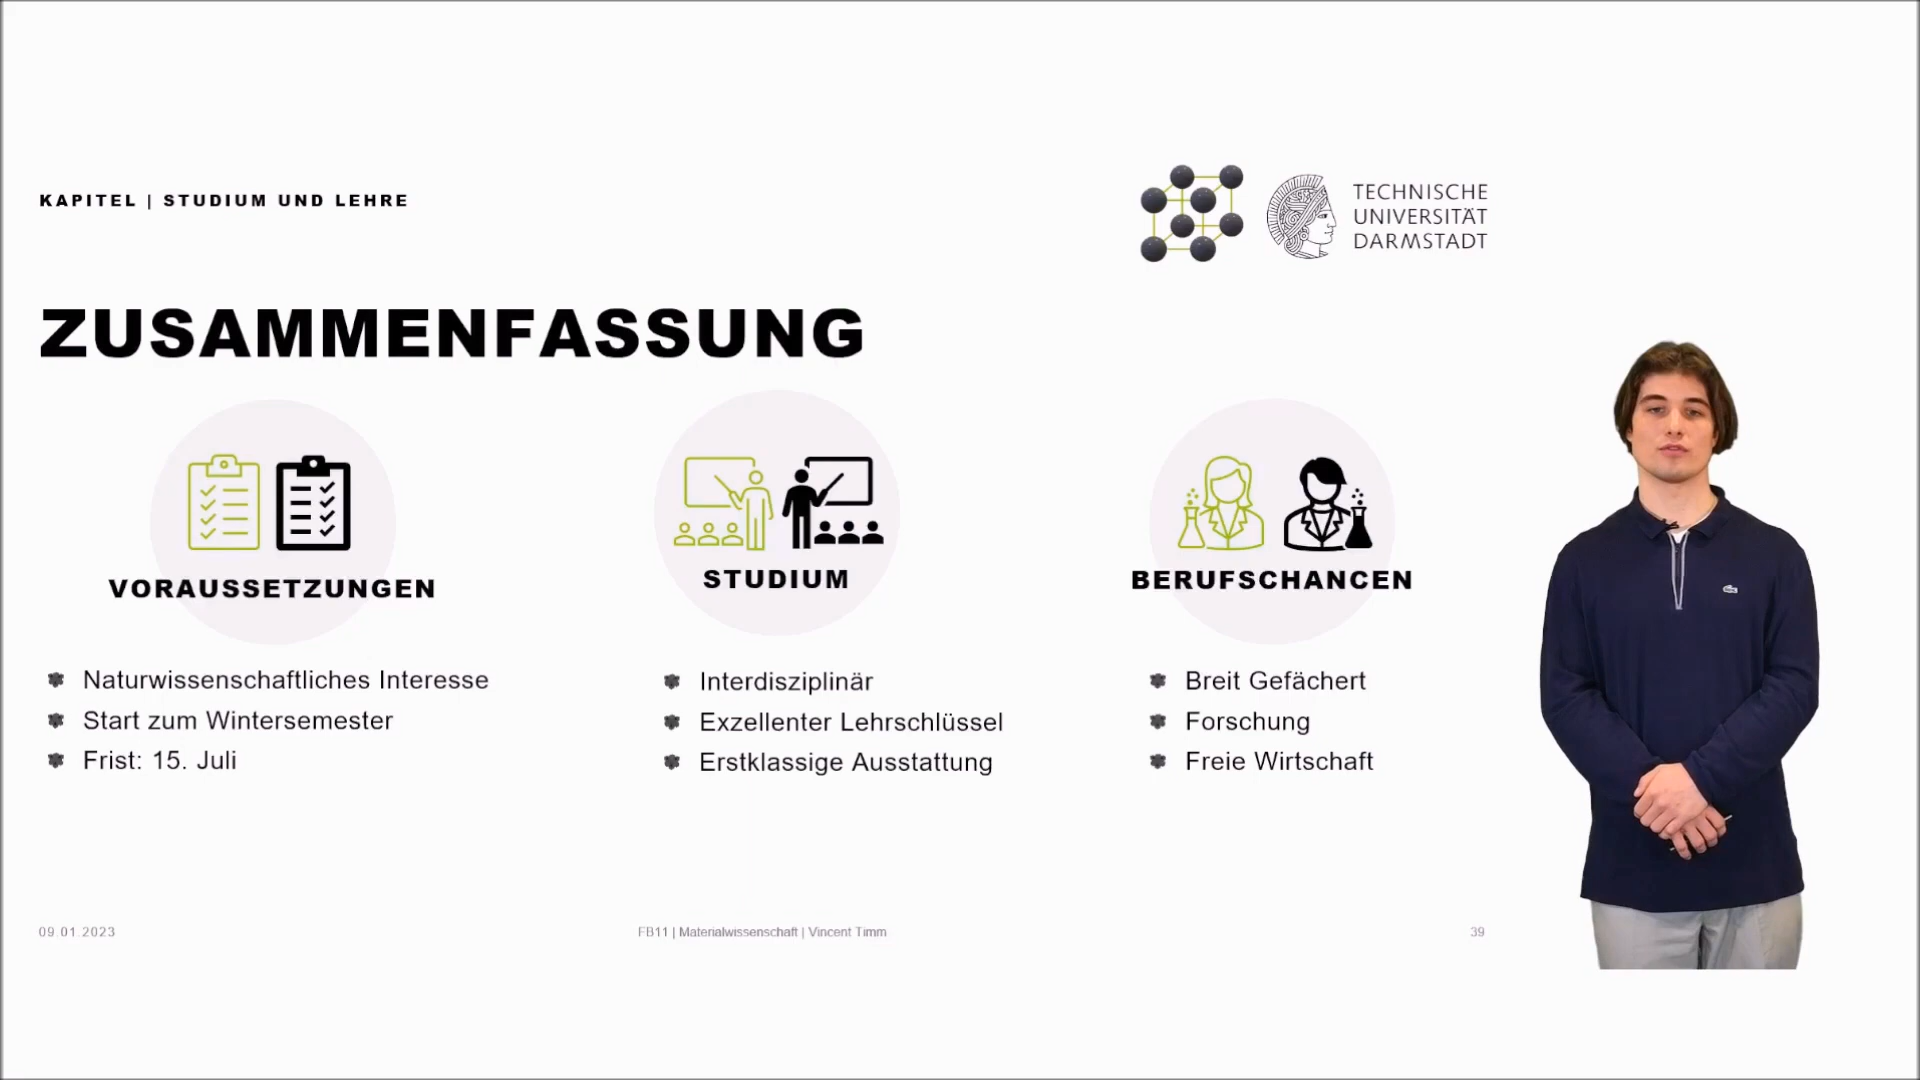 KAPITEL | STUDIUM UND LEHRE
TECHNISCHE
UNIVERSITÄT
DARMSTADT
ZUSAMMENFASSUNG
VORAUSSETZUNGEN
Naturwissenschaftliches Interesse
Start zum Wintersemester
Frist: 15. Juli
STUDIUM
Interdisziplinär
Exzellenter Lehrschlüssel
Erstklassige Ausstattung
BERUFSCHANCEN
Breit Gefächert
Forschung
Freie Wirtschaft
09.01.2023
FB11 | Materialwissenschaft | Vincent Timm
39